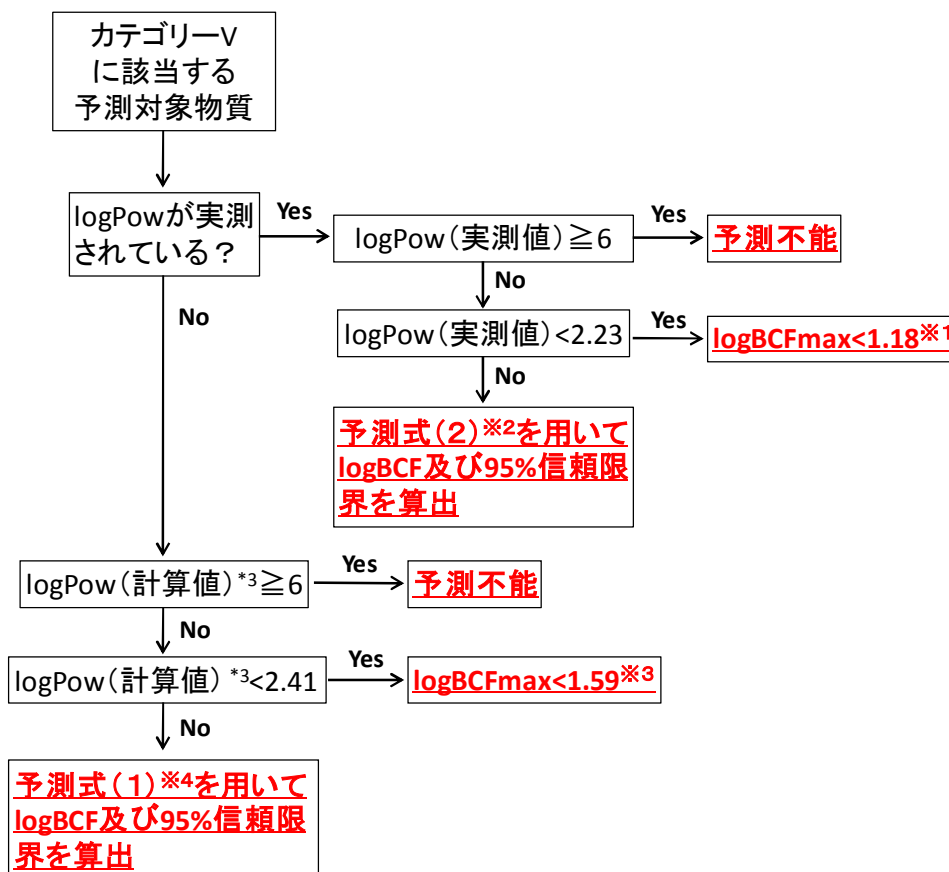 カテゴリーV
に該当する
予測対象物質
logPowが実測
されている？
Yes
logPow（実測値）≧6
Yes
予測不能
No
No
logPow（実測値）<2.23
Yes
logBCFmax<1.18※1
No
予測式（２）※2を用いて
logBCF及び95%信頼限
界を算出
logPow（計算値）*3≧6
Yes
予測不能
No
logPow（計算値）*3<2.41
Yes
logBCFmax<1.59※3
No
予測式（１）※4を用いて
logBCF及び95%信頼限
界を算出